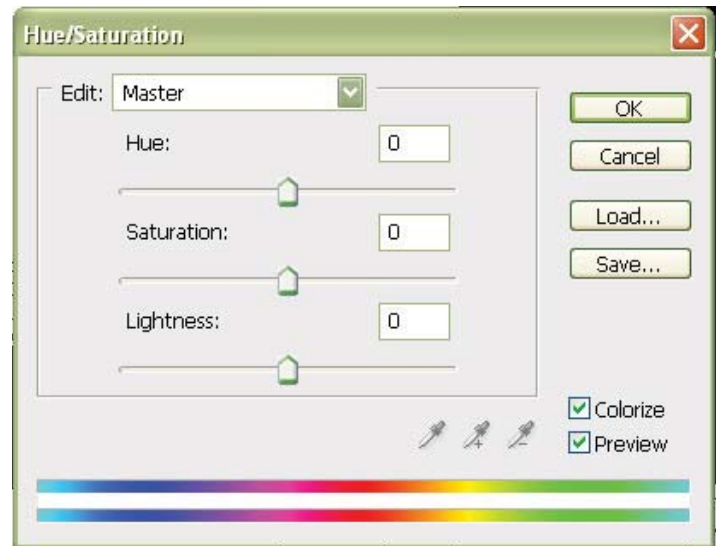 Hue/Saturation
Edit: Master
OK
Hue: 0
Cancel
Load...
Saturation: 0
Save...
Lightness: 0
Colorize
Preview